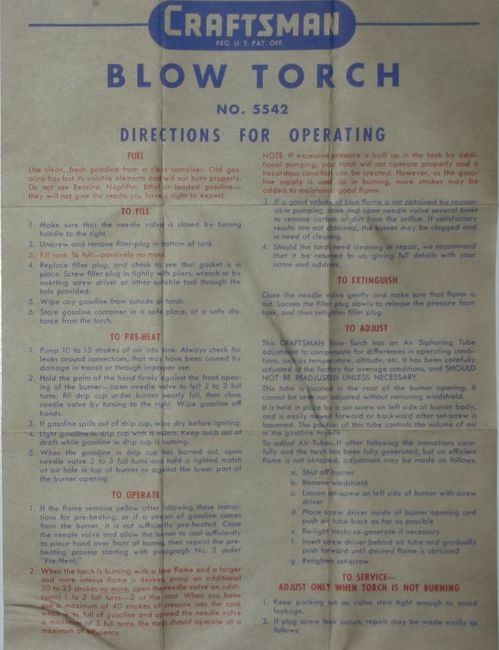 CRAFTSMAN
REG. U. S. PAT. OFF.
BLOW TORCH
NO. 5542
DIRECTIONS FOR OPERATING
FUEL
Use clean, fresh gasoline from a clean container. Old gas-
oline has lost its volatile elements and will not burn properly.
Do not use Benzine, Naphtha, Ethyl or leaded gasoline—
they will not give the results you have a right to expect.
TO FILL
1. Make sure that the needle valve is closed by turning
handle to the right.
2. Unscrew and remove filler-plug in bottom of tank.
3. Fill tank ¾ full—positively no more.
4. Replace filler plug, and check to see that gasket is in
place. Screw filler plug in tightly with pliers, wrench or by
inserting screw driver or other suitable tool through the
hole provided.
5. Wipe any gasoline from outside of torch.
6. Store gasoline container in a safe place, at a safe dis-
tance from the torch.
TO PRE-HEAT
1. Pump 10 to 15 strokes of air into tank. Always check for
leaks around connections, that may have been caused by
damage in transit or through improper use.
2. Hold the palm of the hand firmly against the front open-
ing of the burner—open needle valve to left 2 to 3 full
turns. Fill drip cup under burner nearly full, then close
needle valve by turning to the right. Wipe gasoline off
hands.
3. If gasoline spills out of drip cup, wipe dry before igniting.
4. Light gasoline in drip cup with a match. Keep torch out of
draft while gasoline in drip cup is burning.
5. When the gasoline in drip cup has burned out, open
needle valve 2 to 3 full turns and hold a lighted match
at air hole in top of burner or against the lower part of
the burner opening.
TO OPERATE
1. If the flame remains yellow after following these instruc-
tions for pre-heating, or if a stream of gasoline comes
from the burner, it is not sufficiently pre-heated. Close
the needle valve and allow the burner to cool sufficiently
to place hand over front of burner, then repeat the pre-
heating process starting with paragraph No. 2 under
"Pre-Heat."
2. When the torch is burning with a blue flame and a larger
and more intense flame is desired, pump an additional
20 to 25 strokes no more, open the needle valve an addi-
tional 1 to 2 full turns—2 at the most. When you have
put a maximum of 40 strokes of pressure into the tank
which is ¾ full of gasoline and opened the needle valve
a maximum of 5 full turns, the torch should operate at a
maximum of efficiency.
NOTE: If excessive pressure is built up in the tank by addi-
tional pumping, your torch will not operate properly and a
hazardous condition can be created. However, as the gaso-
line supply is used up in burning, more strokes may be
added to maintain a good flame.
3. If a good volume of blue flame is not obtained by reason-
able pumping, close and open needle valve several times
to remove carbon or dirt from the orifice. If satisfactory
results are not obtained, the burner may be clogged and
in need of cleaning.
4. Should the torch need cleaning or repair, we recommend
that it be returned to us, giving full details with your
name and address.
TO EXTINGUISH
Close the needle valve gently and make sure that flame is
out. Loosen the filler plug slowly to release the pressure from
tank, and then retighten filler plug.
TO ADJUST
This CRAFTSMAN Blow Torch has an Air Siphoning Tube
adjustment to compensate for differences in operating condi-
tions, such as temperature, altitude, etc. It has been carefully
adjusted at the factory for average conditions, and SHOULD
NOT BE READJUSTED UNLESS NECESSARY.
This tube is located in the rear of the burner opening. It
cannot be seen or adjusted without removing windshield.
It is held in place by a set-screw on left side of burner body,
and is easily moved forward or backward after set-screw is
loosened. The position of this tube controls the volume of air
in the gasoline mixture.
To adjust Air Tube—If after following the instructions care-
fully and the torch has been fully generated, but an efficient
flame is not obtained, adjustment may be made as follows:
a. Shut off burner
b. Remove windshield
c. Loosen set-screw on left side of burner with screw
driver
d. Place screw driver inside of burner opening and
push air tube back as far as possible
e. Re-light torch, re-generate if necessary
f. Insert screw driver behind air tube and gradually
push forward until desired flame is obtained
g. Retighten set-screw
TO SERVICE—
ADJUST ONLY WHEN TORCH IS NOT BURNING
1. Keep packing nut on valve stem tight enough to avoid
leakage.
2. If plug screw leak occurs, repair may be made easily as
follows: